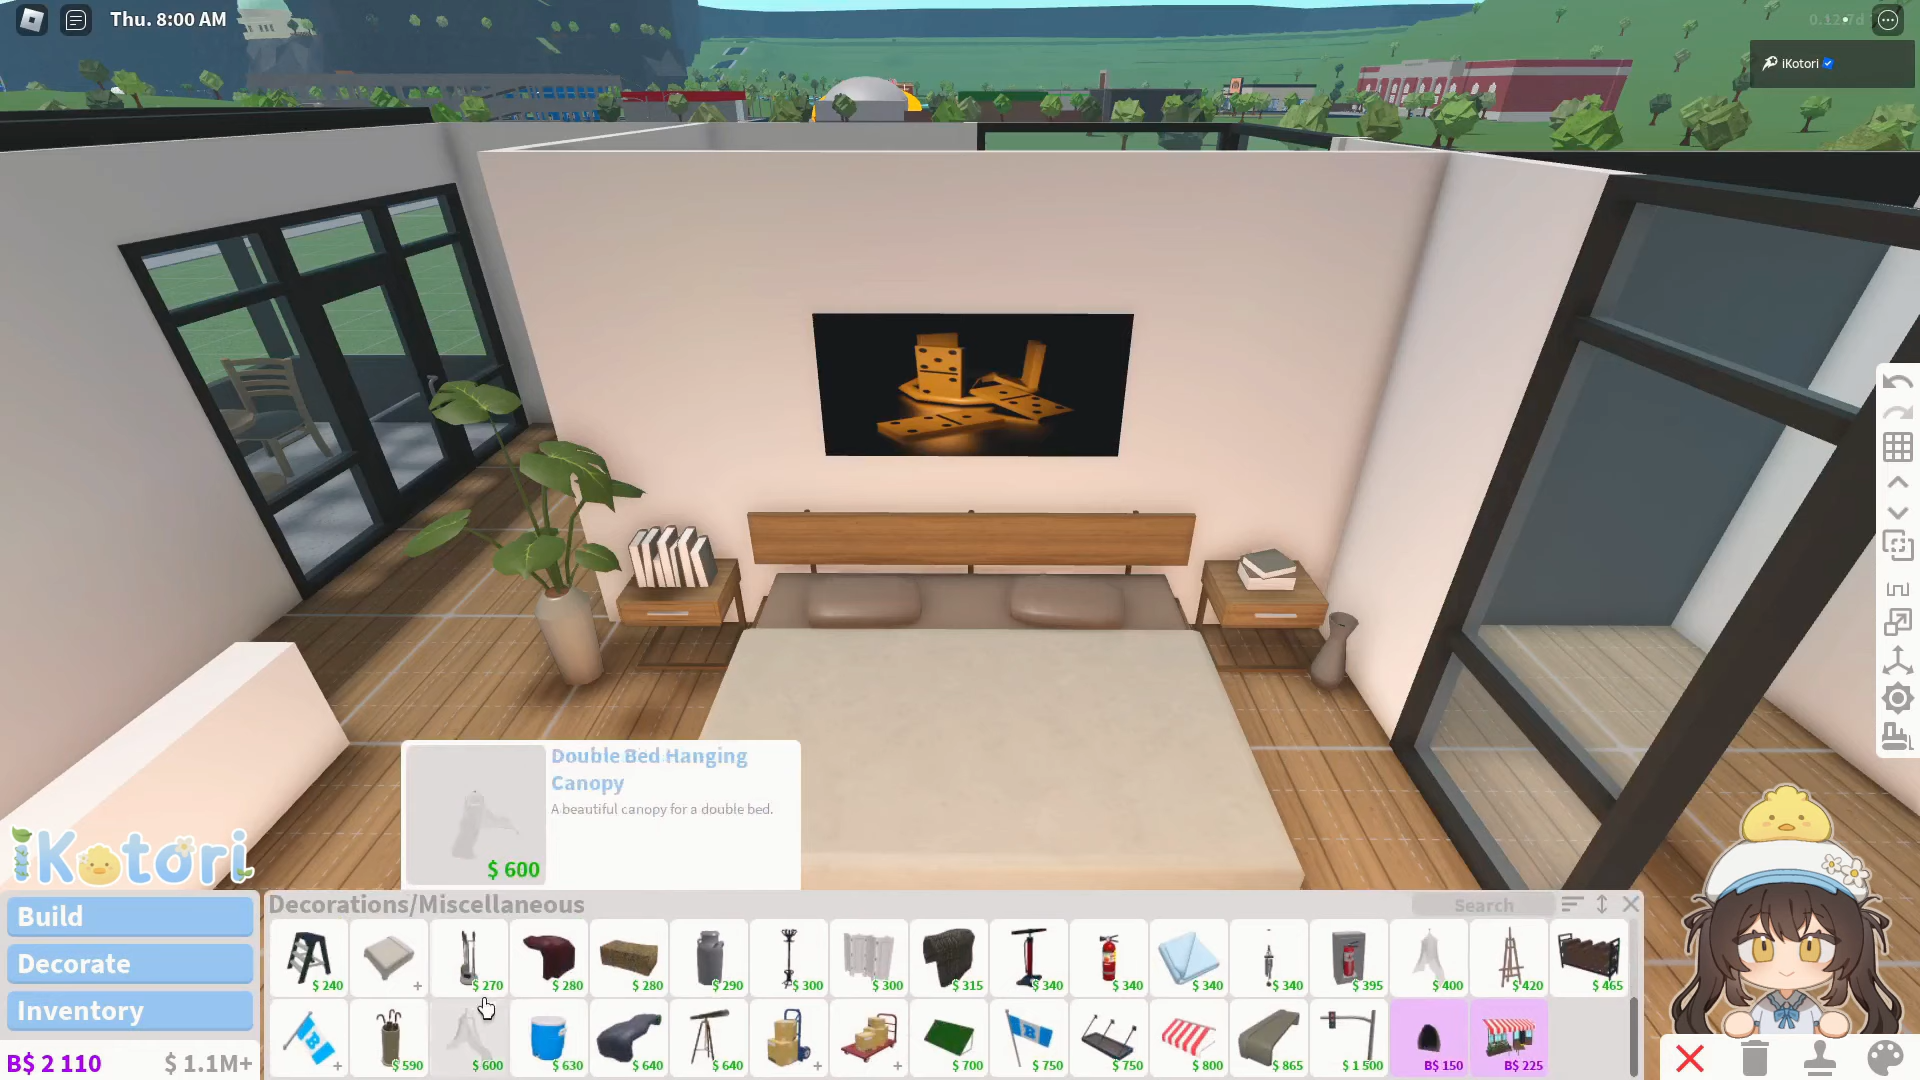 Thu. 8:00 AM
iKotori
Double Bed Hanging
Canopy
A beautiful canopy for a double bed.
$ 600
iKotori
Build
Decorate
Inventory
B$ 2 110
$ 1.1M+
Decorations/Miscellaneous
Search
$ 240
+
$ 270
$ 280
$ 280
$ 290
$ 300
$ 300
$ 315
$ 340
$ 340
$ 340
$ 340
$ 395
$ 400
$ 420
$ 465
+
$ 590
$ 600
$ 630
$ 640
$ 640
+
+
$ 700
$ 750
$ 750
$ 800
$ 865
$ 1 500
B$ 150
B$ 225